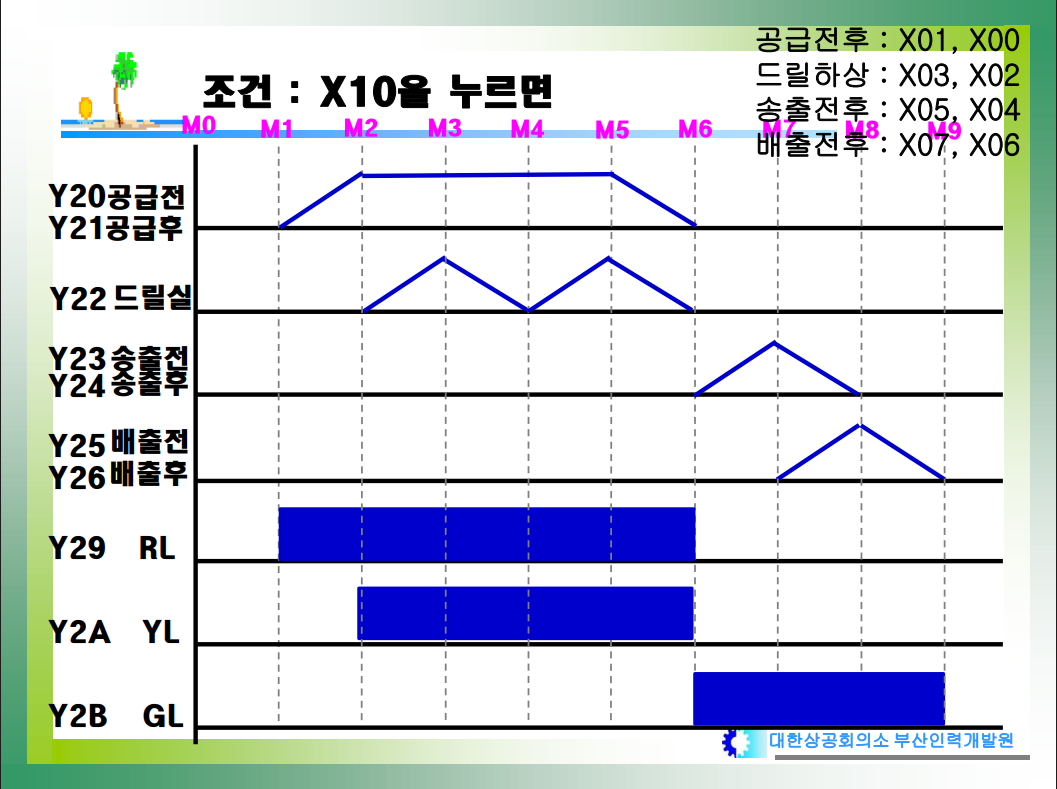 공급전후 : X01, X00
드릴하상 : X03, X02
조건 : X10을 누르면
송출전후 : X05, X04
M0 M1 M2 M3 M4 M5 M6 M7 M8 M9
배출전후 : X07, X06
Y20공급전
Y21공급후
Y22 드릴실
Y23 송출전
Y24 송출후
Y25 배출전
Y26 배출후
Y29 RL
Y2A YL
Y2B GL
대한상공회의소 부산인력개발원